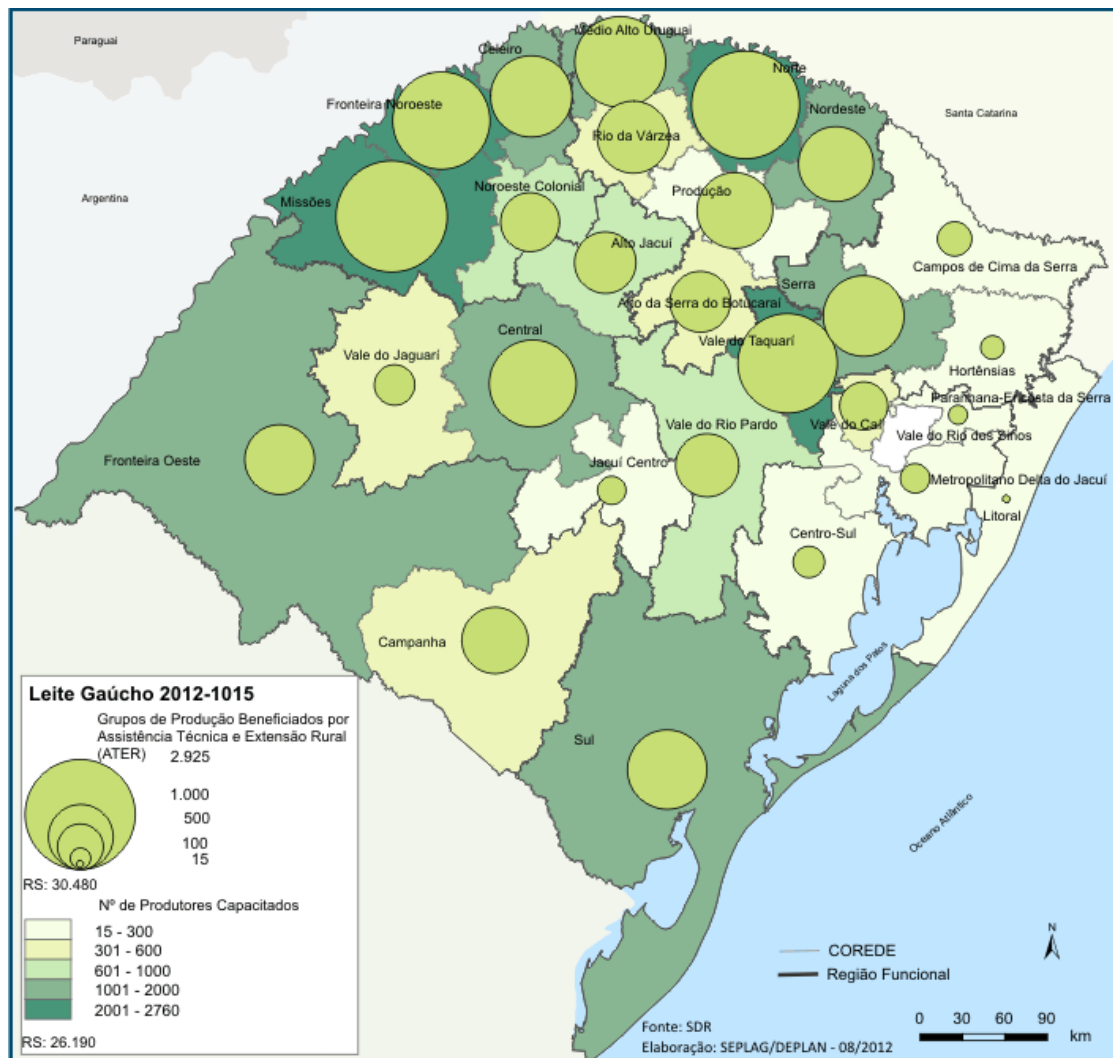 Paraguai
Argentina
Santa Catarina
Médio Alto Uruguai
Celeiro
Norte
Fronteira Noroeste
Nordeste
Rio da Várzea
Noroeste Colonial
Produção
Missões
Alto Jacuí
Campos de Cima da Serra
Serra
Alto da Serra do Botucaraí
Central
Vale do Taquarí
Vale do Jaguarí
Hortênsias
Paranhana-Encosta da Serra
Vale do Caí
Vale do Rio Pardo
Vale do Rio dos Sinos
Fronteira Oeste
Jacuí Centro
Metropolitano Delta do Jacuí
Litoral
Centro-Sul
Campanha
Laguna dos Patos
Sul
Oceano Atlântico
Leite Gaúcho 2012-1015
Grupos de Produção Beneficiados por
Assistência Técnica e Extensão Rural
(ATER)
2.925
1.000
500
100
15
RS: 30.480
Nº de Produtores Capacitados
15 - 300
301 - 600
601 - 1000
1001 - 2000
2001 - 2760
RS: 26.190
N
COREDE
Região Funcional
Fonte: SDR
Elaboração: SEPLAG/DEPLAN - 08/2012
0 30 60 90
km